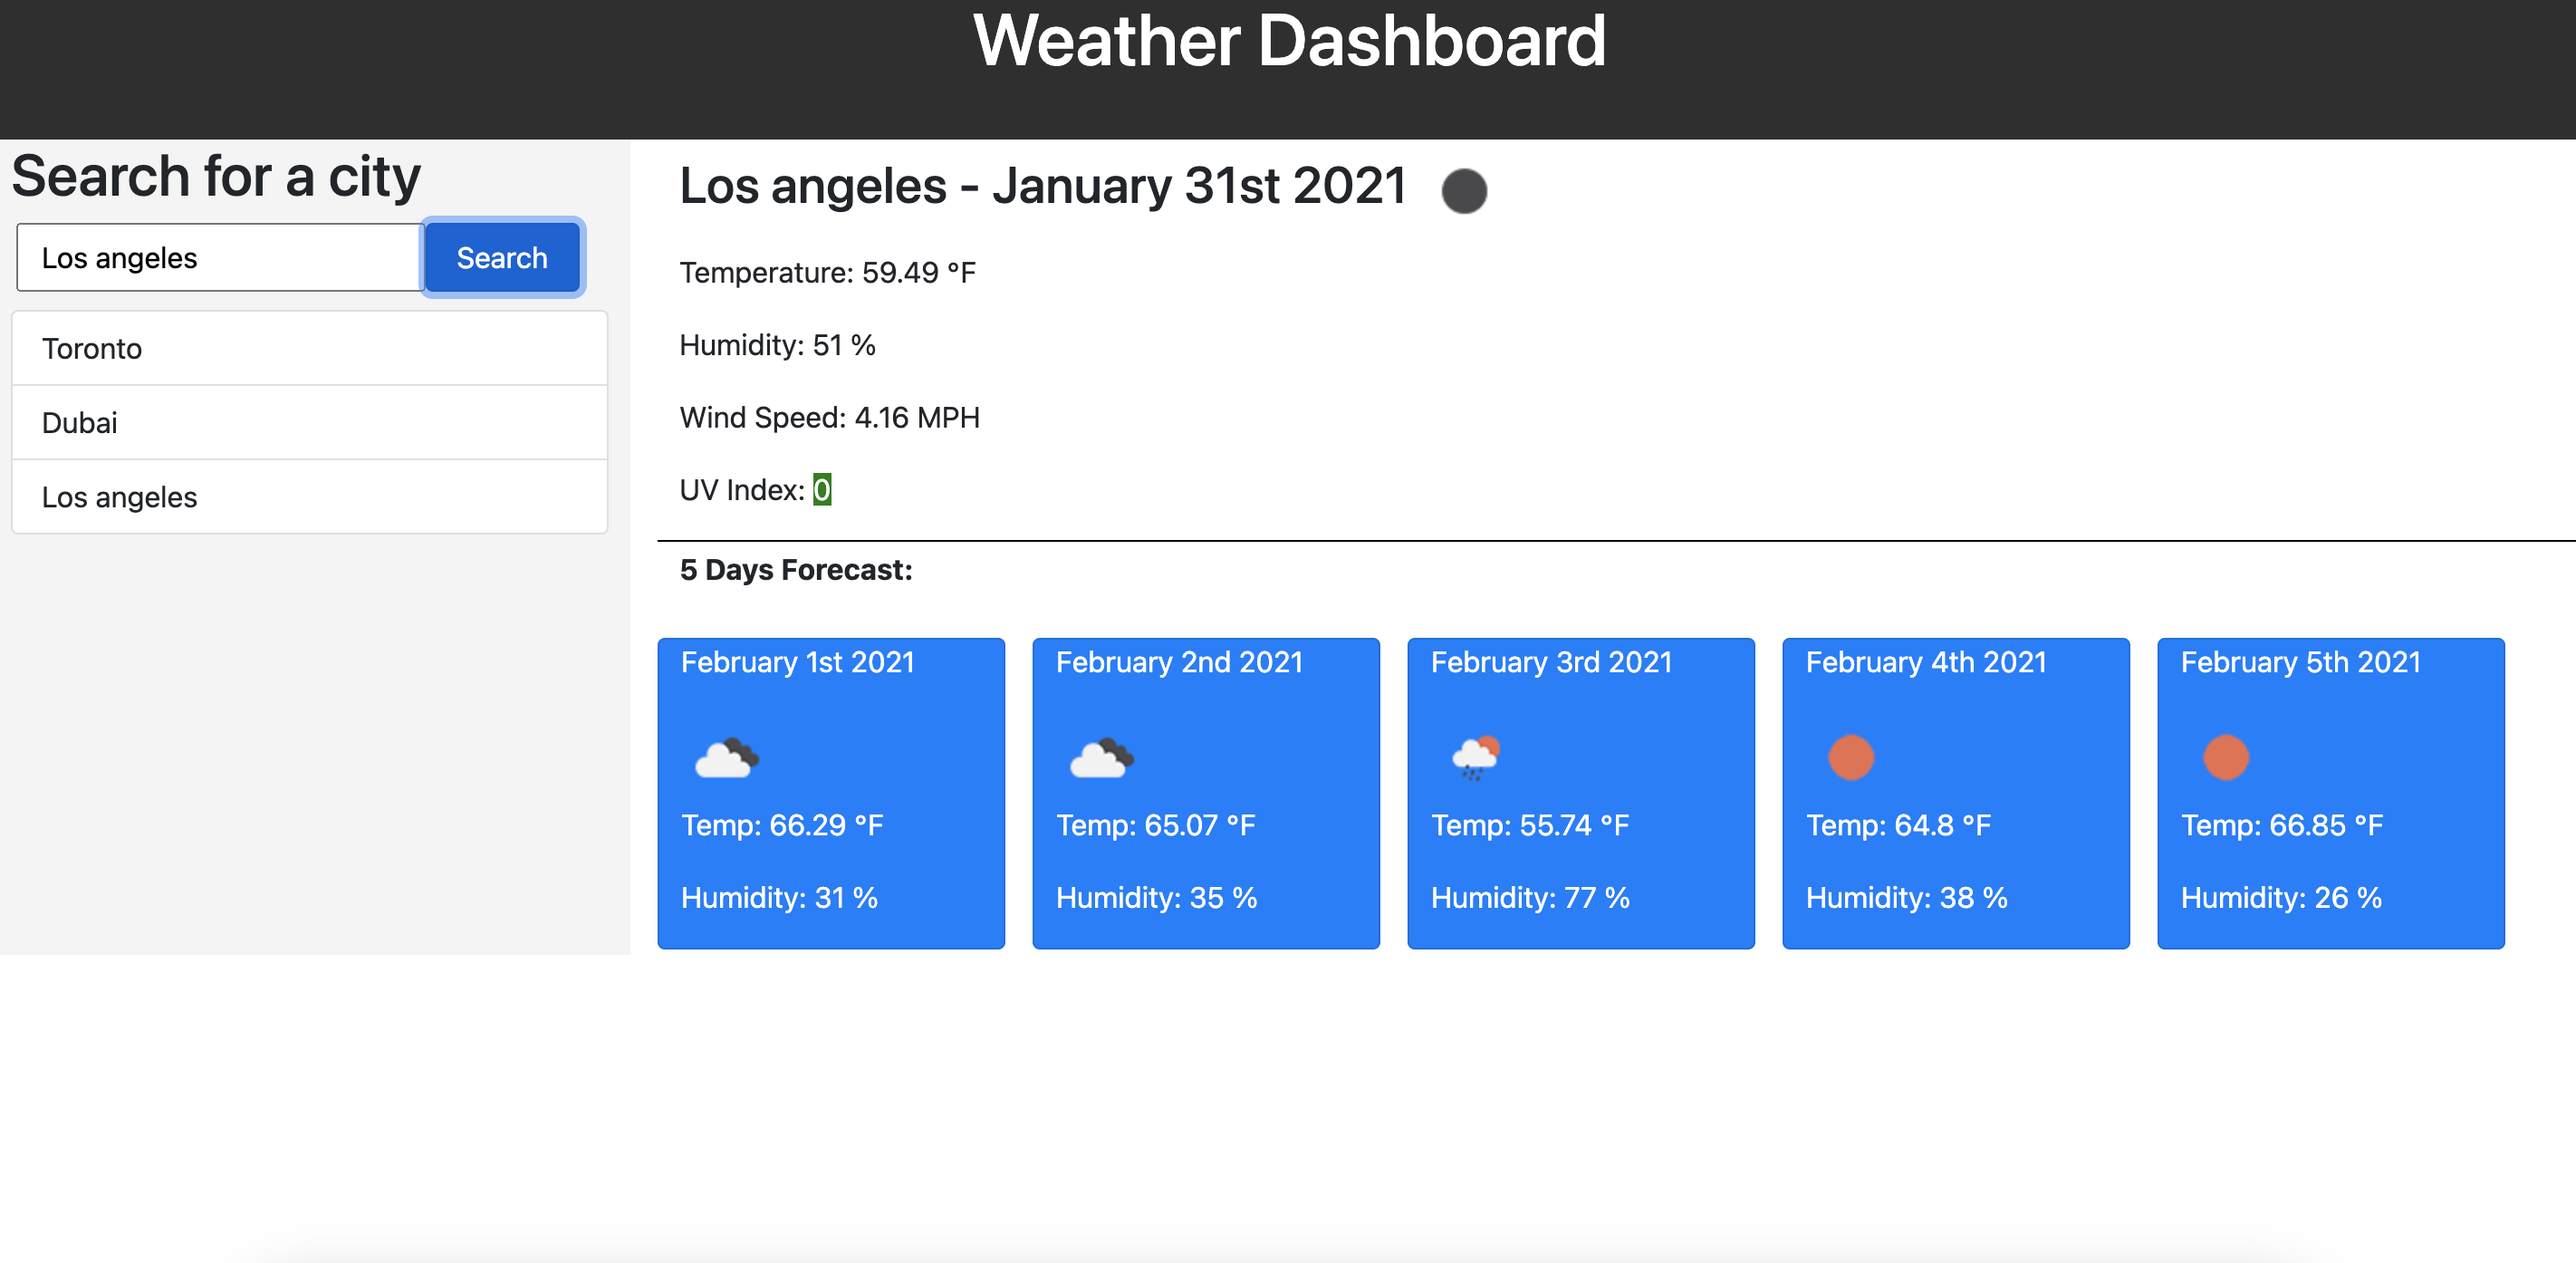 Weather Dashboard
Search for a city
Los angeles
Search
Toronto
Dubai
Los angeles
Los angeles - January 31st 2021
Temperature: 59.49 °F
Humidity: 51 %
Wind Speed: 4.16 MPH
UV Index: 0
5 Days Forecast:
February 1st 2021
Temp: 66.29 °F
Humidity: 31 %
February 2nd 2021
Temp: 65.07 °F
Humidity: 35 %
February 3rd 2021
Temp: 55.74 °F
Humidity: 77 %
February 4th 2021
Temp: 64.8 °F
Humidity: 38 %
February 5th 2021
Temp: 66.85 °F
Humidity: 26 %